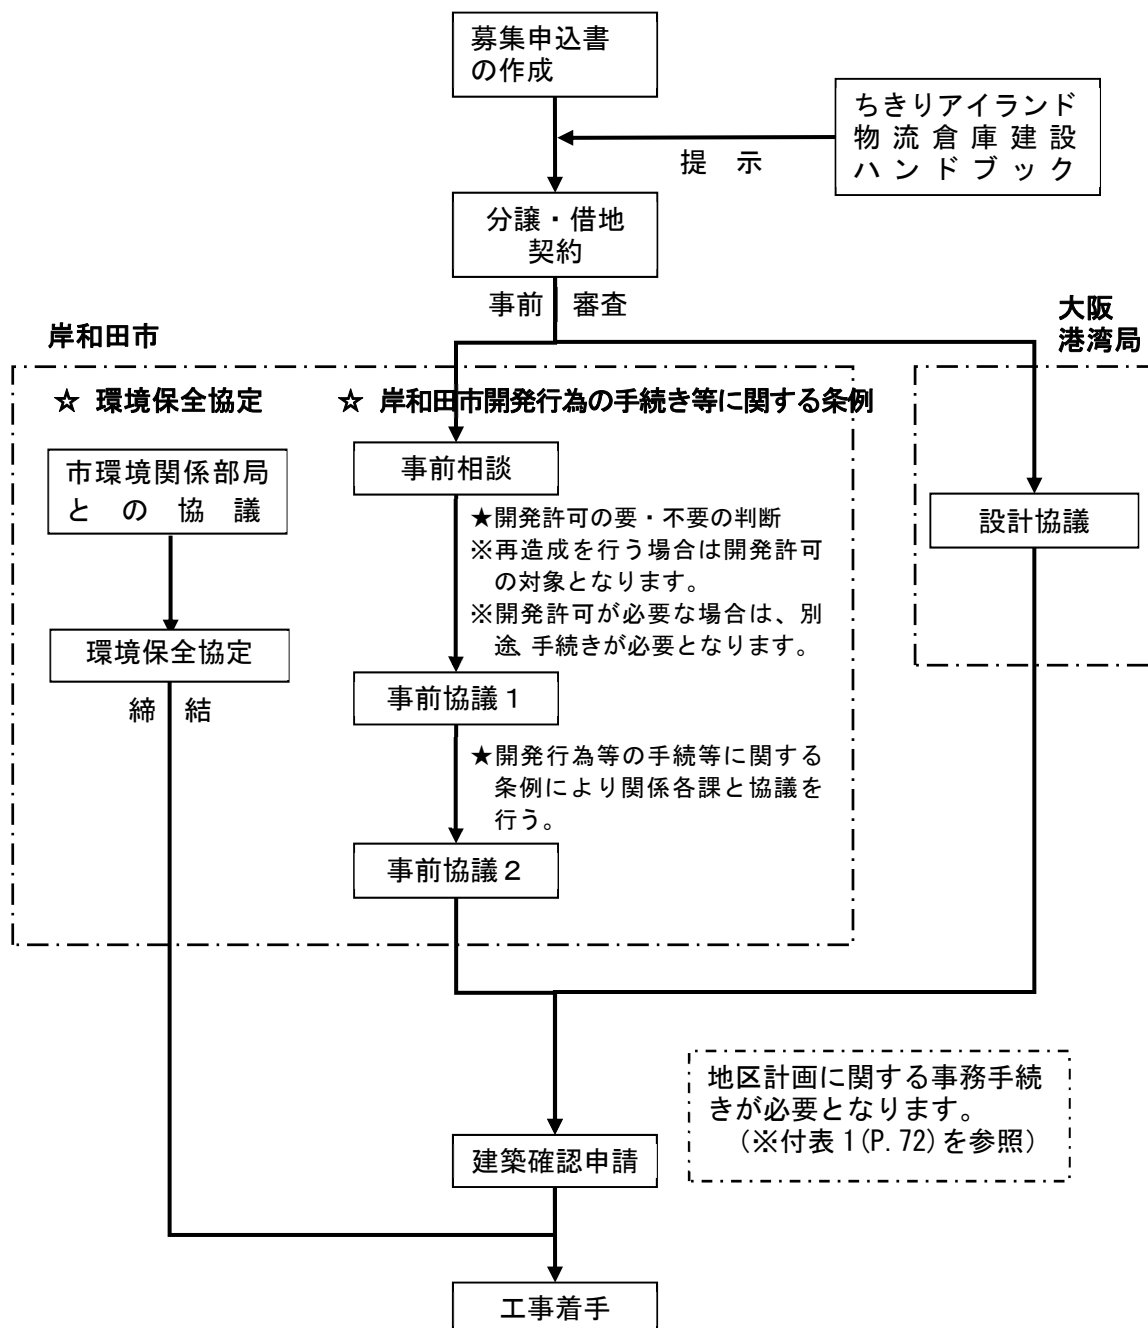 募集申込書
の作成
ちきりアイランド
物流倉庫建設
ハンドブック
提示
分譲・借地
契約
事前審査
岸和田市
大阪
港湾局
☆ 環境保全協定
☆ 岸和田市開発行為の手続き等に関する条例
市環境関係部局
との協議
事前相談
設計協議
★開発許可の要・不要の判断
※再造成を行う場合は開発許可
の対象となります。
※開発許可が必要な場合は、別
途、手続きが必要となります。
環境保全協定
締結
事前協議1
★開発行為等の手続等に関する
条例により関係各課と協議を
行う。
事前協議2
地区計画に関する事務手続
きが必要となります。
(※付表1(P.72)を参照)
建築確認申請
工事着手